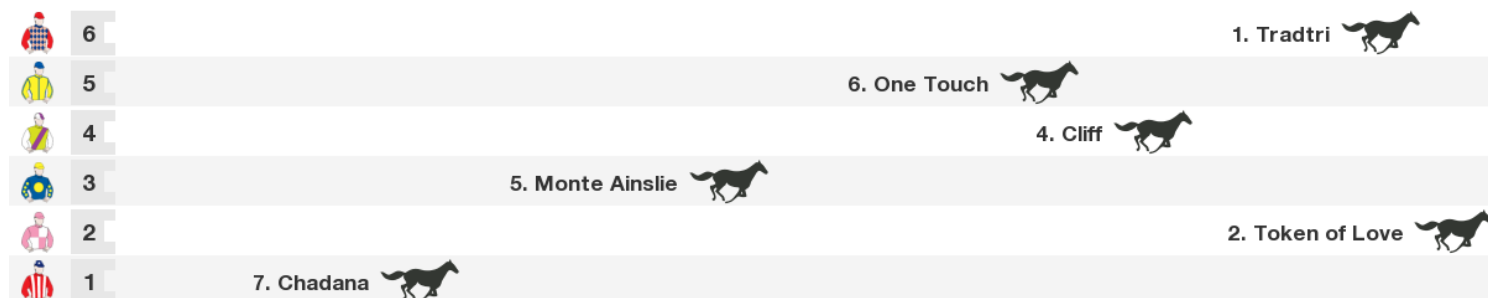 6 1. Tradtri
5 6. One Touch
4 4. Cliff
3 5. Monte Ainslie
2 2. Token of Love
1 7. Chadana